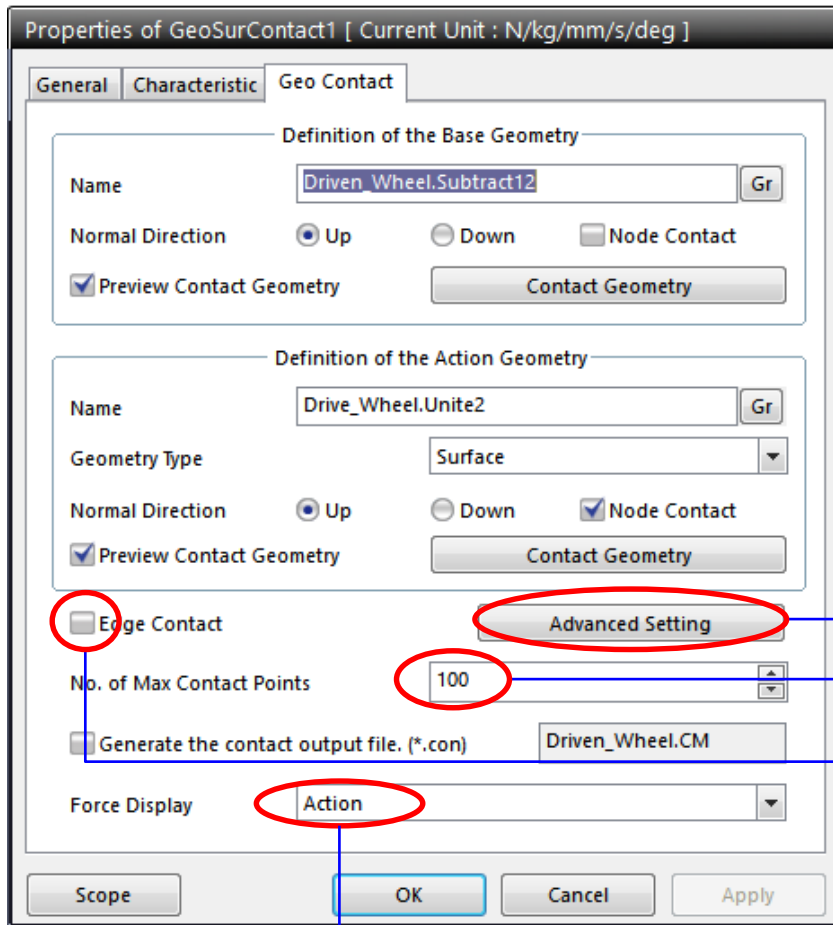 Properties of GeoSurContact1 [ Current Unit : N/kg/mm/s/deg ]
General Characteristic Geo Contact
Definition of the Base Geometry
Name Driven_Wheel.Subtract12 Gr
Normal Direction Up Down Node Contact
Preview Contact Geometry Contact Geometry
Definition of the Action Geometry
Name Drive_Wheel.Unite2 Gr
Geometry Type Surface
Normal Direction Up Down Node Contact
Preview Contact Geometry Contact Geometry
Edge Contact Advanced Setting
No. of Max Contact Points 100
Generate the contact output file. (*.con) Driven_Wheel.CM
Force Display Action
Scope OK Cancel Apply